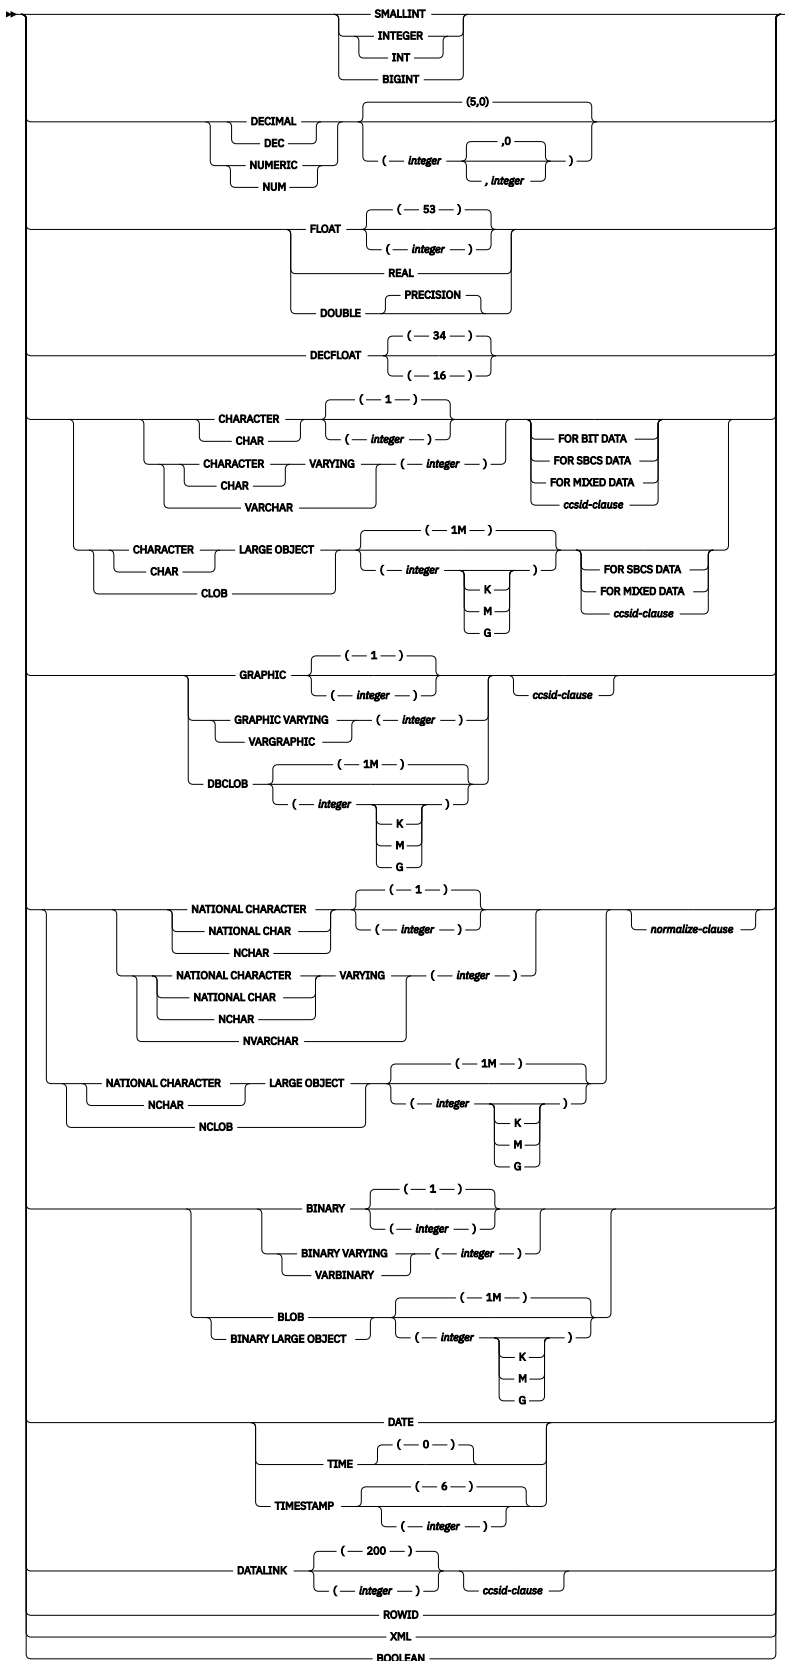 SMALLINT
INTEGER
INT
BIGINT
(5,0)
DECIMAL
DEC
,0
( integer )
NUMERIC
, integer
NUM
( 53 )
FLOAT
( integer )
REAL
PRECISION
DOUBLE
( 34 )
DECFLOAT
( 16 )
( 1 )
CHARACTER
CHAR ( integer ) FOR BIT DATA
CHARACTER VARYING ( integer ) FOR SBCS DATA
CHAR FOR MIXED DATA
VARCHAR ccsid-clause
( 1M )
CHARACTER LARGE OBJECT
CHAR ( integer ) FOR SBCS DATA
CLOB K FOR MIXED DATA
M ccsid-clause
G
( 1 )
GRAPHIC
( integer ) ccsid-clause
GRAPHIC VARYING ( integer )
VARGRAPHIC
( 1M )
DBCLOB
( integer )
K
M
G
( 1 )
NATIONAL CHARACTER
NATIONAL CHAR ( integer ) normalize-clause
NCHAR
NATIONAL CHARACTER VARYING ( integer )
NATIONAL CHAR
NCHAR
NVARCHAR
( 1M )
NATIONAL CHARACTER LARGE OBJECT
NCHAR ( integer )
NCLOB K
M
G
( 1 )
BINARY
( integer )
BINARY VARYING ( integer )
VARBINARY
( 1M )
BLOB
BINARY LARGE OBJECT ( integer )
K
M
G
DATE
( 0 )
TIME
( 6 )
TIMESTAMP
( integer )
( 200 )
DATALINK
( integer ) ccsid-clause
ROWID
XML
BOOLEAN